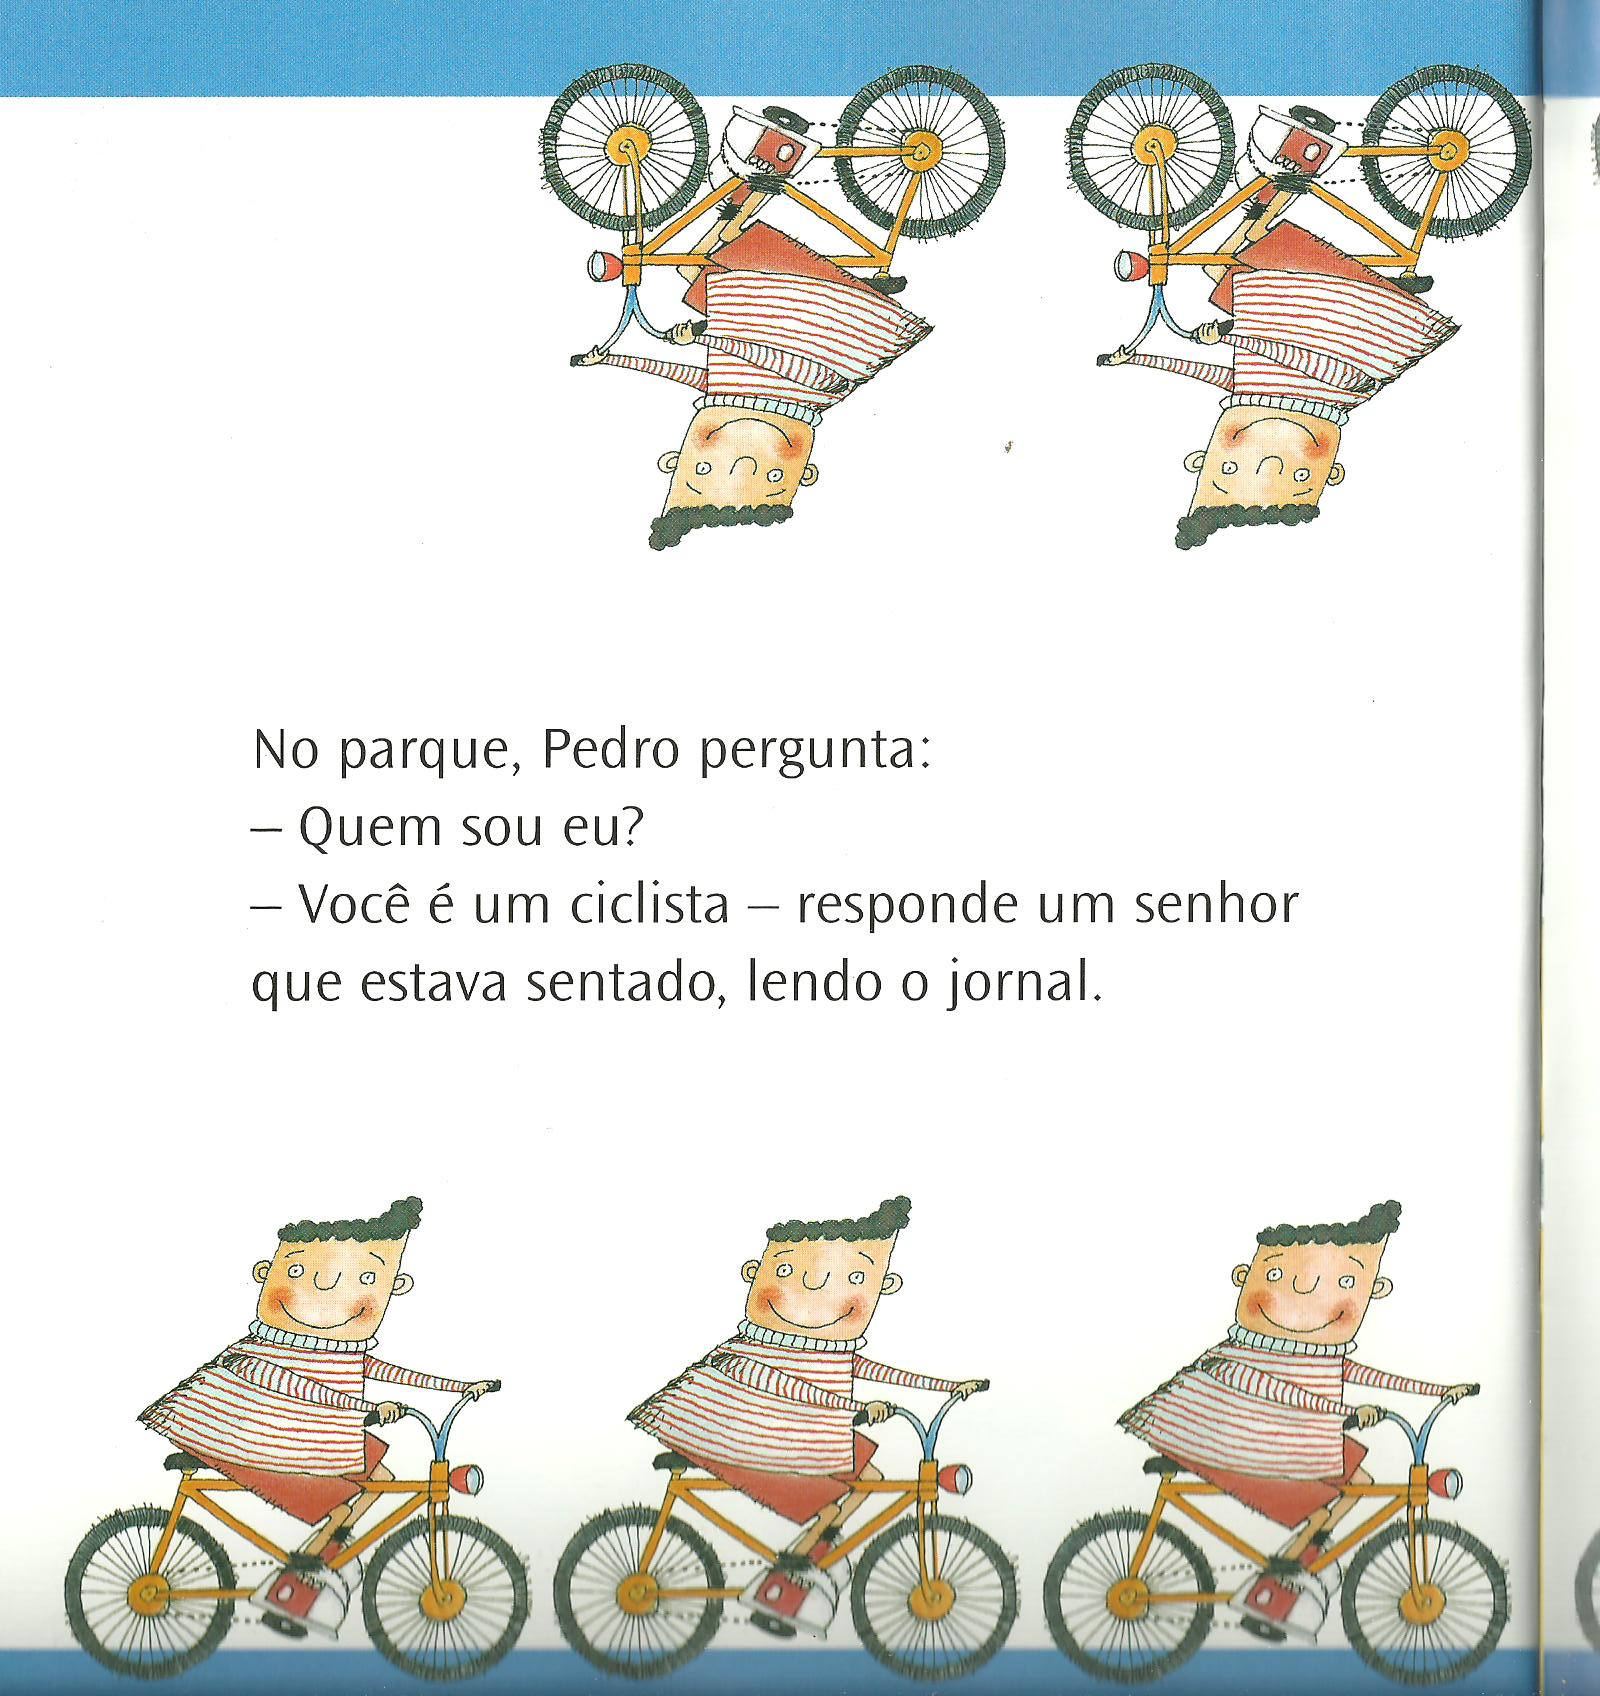 No parque, Pedro pergunta:
– Quem sou eu?
– Você é um ciclista – responde um senhor
que estava sentado, lendo o jornal.